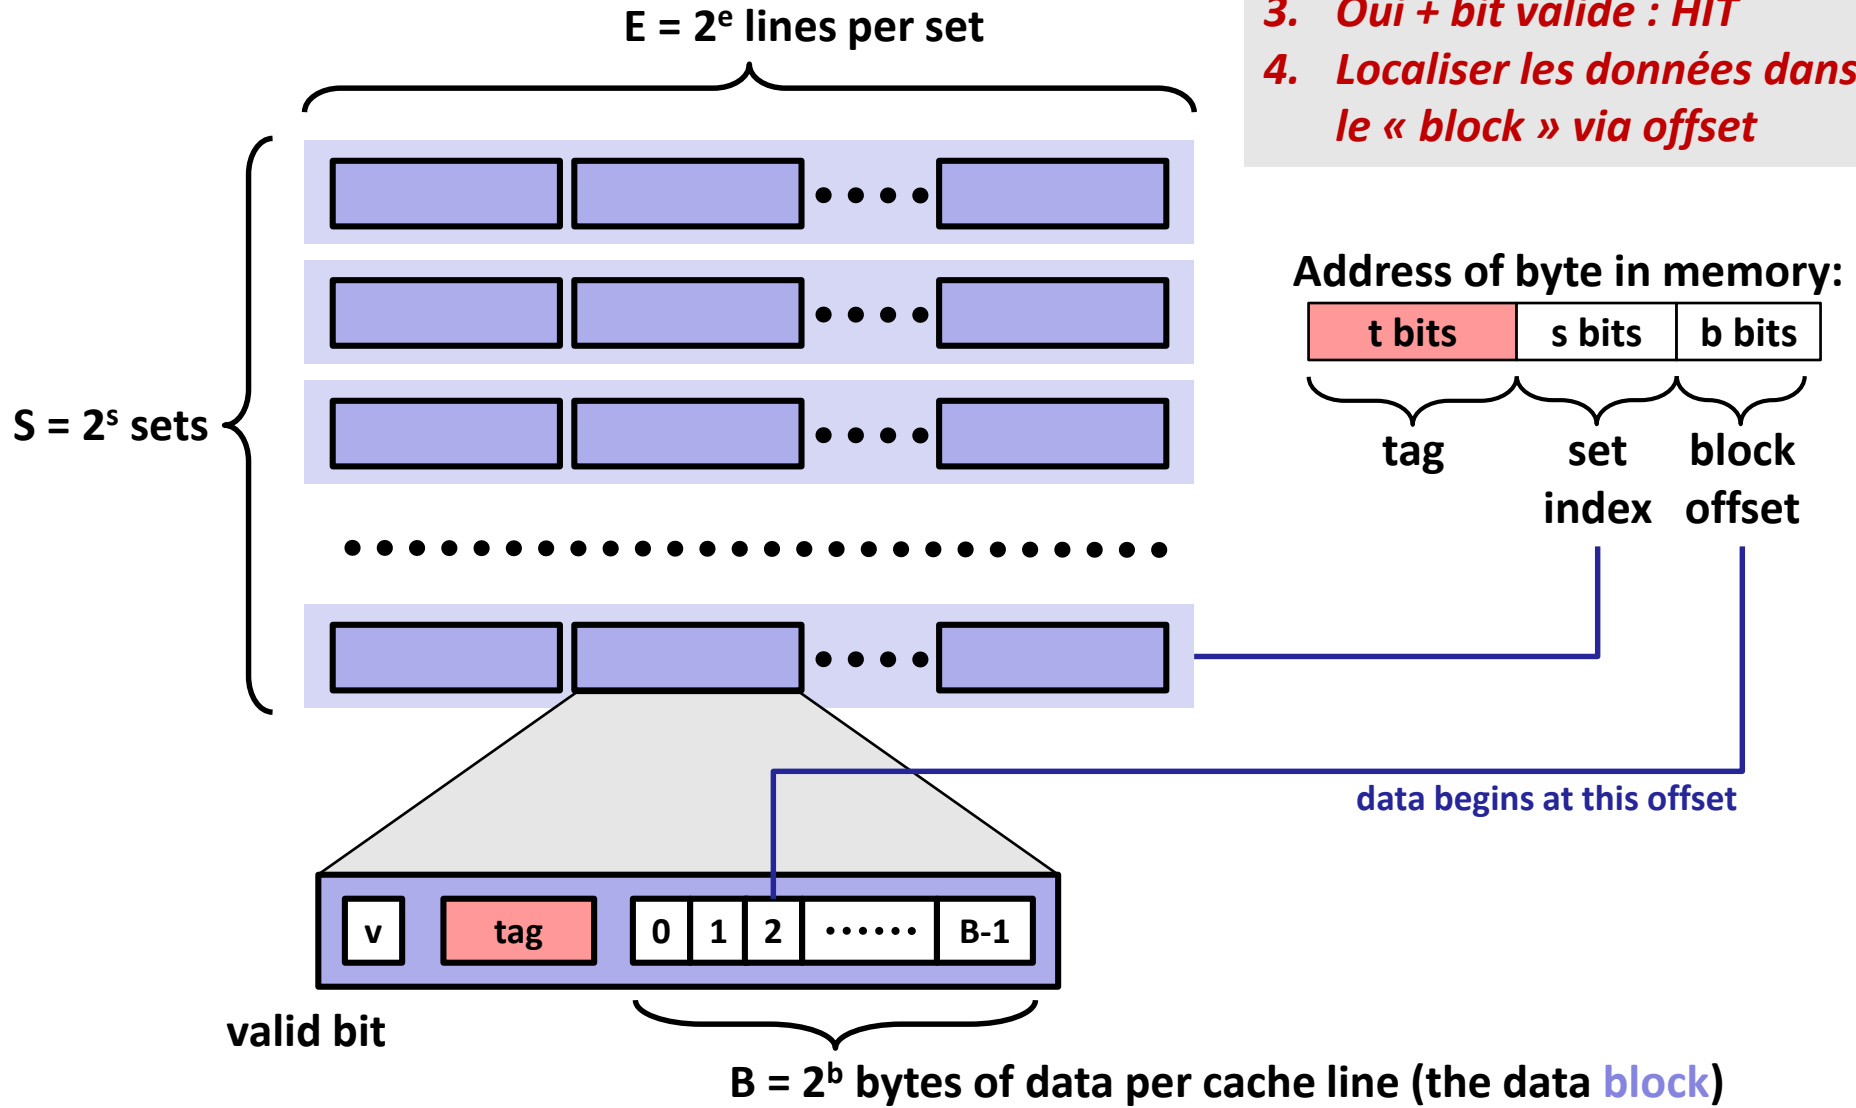 E = 2ᵉ lines per set
3. Oui + bit valide : HIT
4. Localiser les données dans
le « block » via offset
Address of byte in memory:
t bits s bits b bits
S = 2ˢ sets
tag set block
index offset
data begins at this offset
v tag 0 1 2 •••••• B-1
valid bit
B = 2ᵇ bytes of data per cache line (the data block)